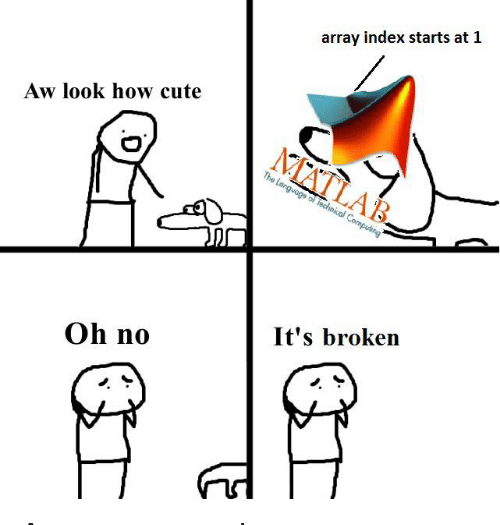 Aw look how cute
array index starts at 1
MATLAB
The Language of Technical Computing
Oh no
It's broken